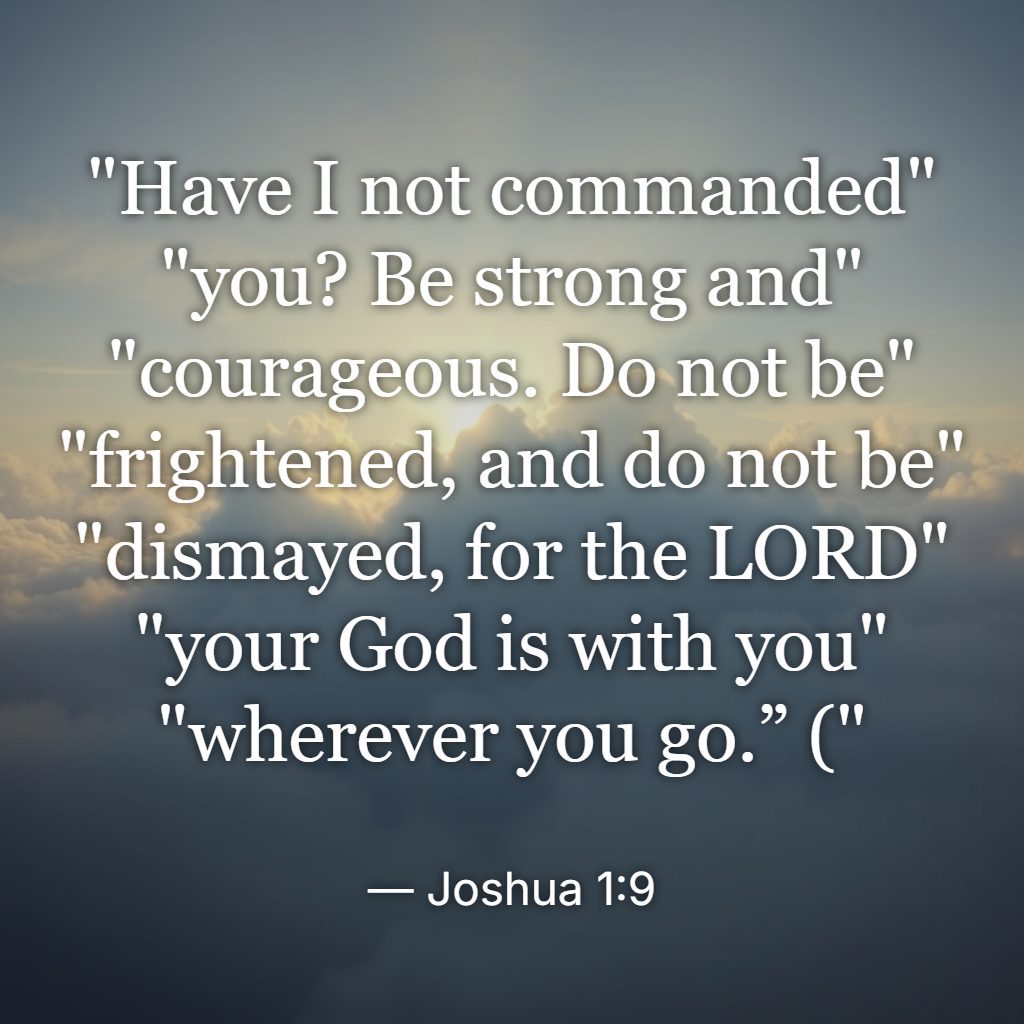 "Have I not commanded"
"you? Be strong and"
"courageous. Do not be"
"frightened, and do not be"
"dismayed, for the LORD"
"your God is with you"
"wherever you go.” ("
— Joshua 1:9